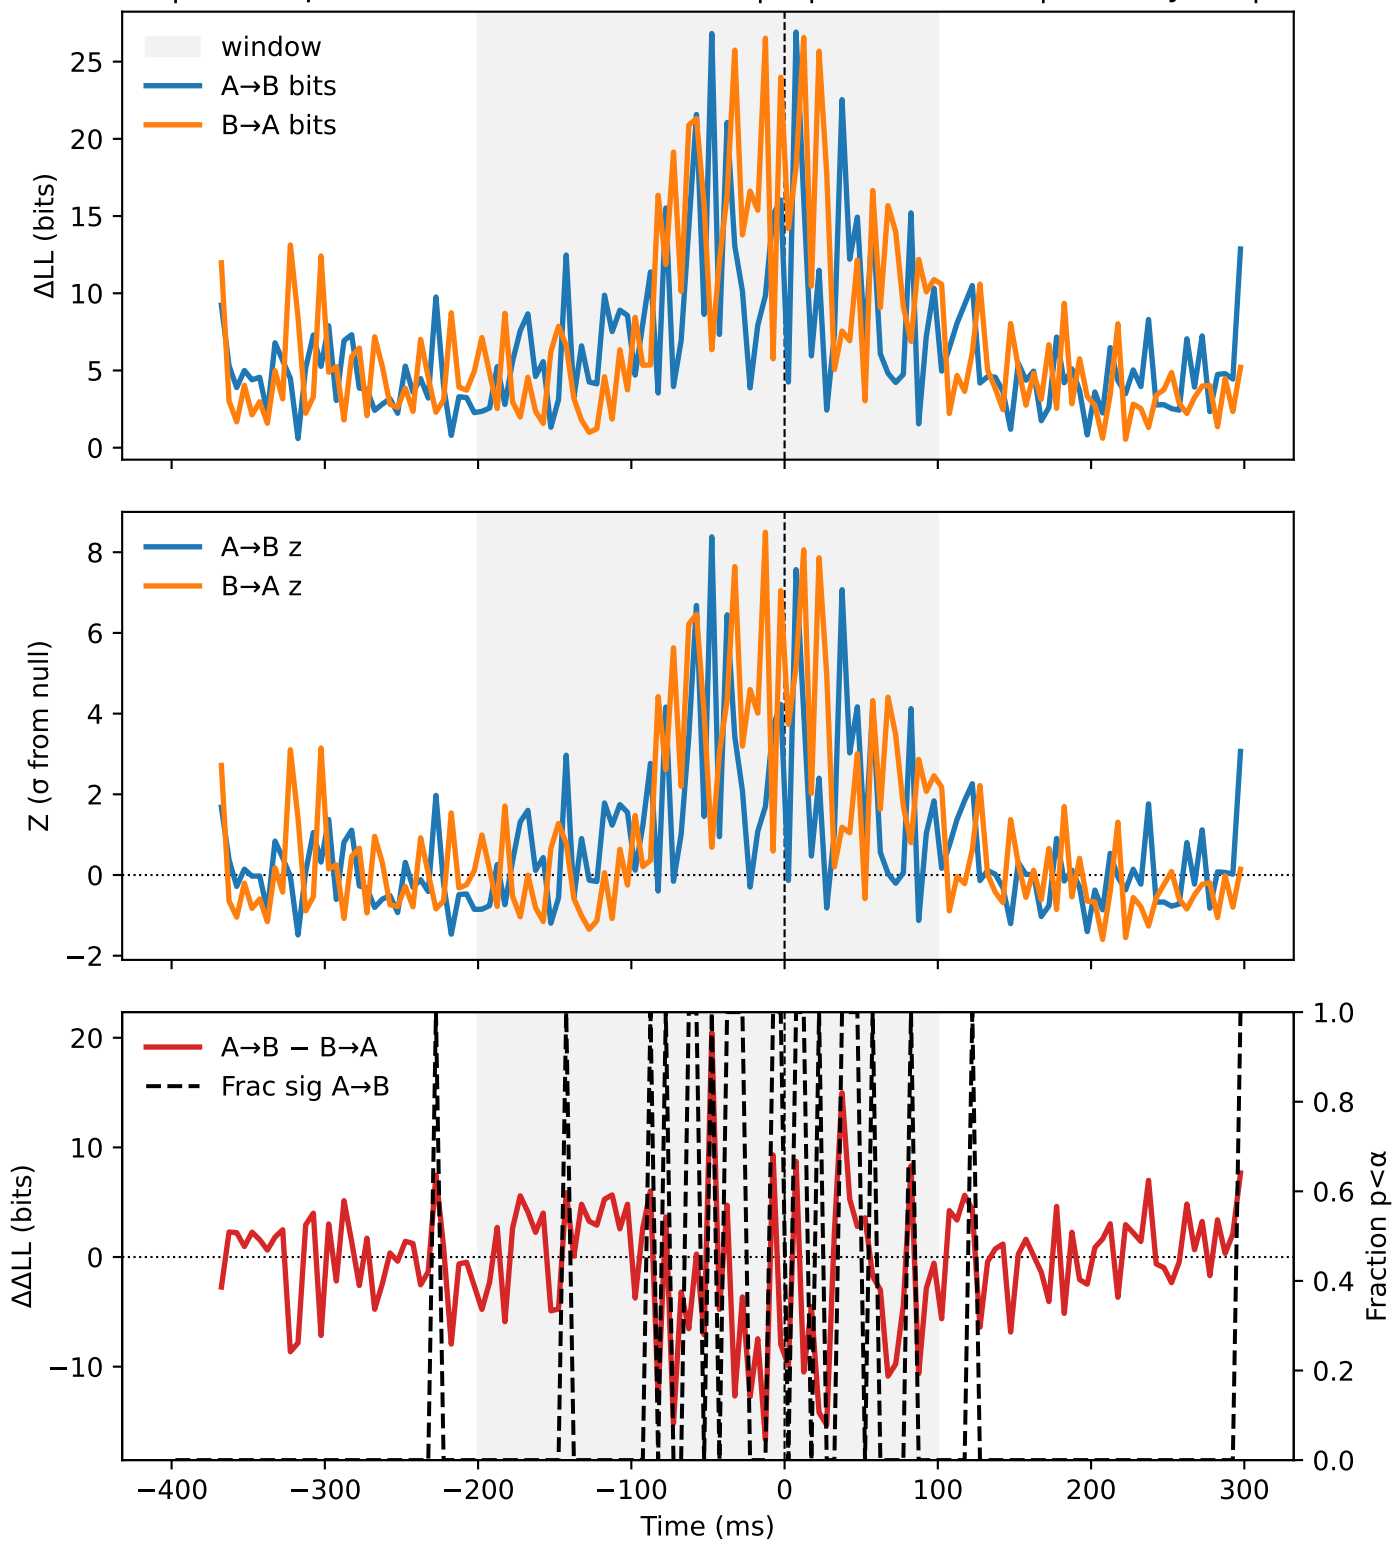 window
A→B bits
B→A bits
ΔLL (bits)
25
20
15
10
5
0
A→B z
B→A z
Z (σ from null)
8
6
4
2
0
−2
A→B − B→A
Frac sig A→B
ΔΔLL (bits)
20
10
0
−10
1.0
0.8
0.6
0.4
0.2
0.0
Fraction p<α
−400 −300 −200 −100 0 100 200 300
Time (ms)